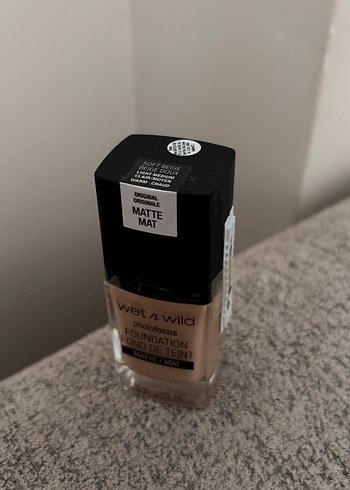 SOFT BEIGE
BEIGE DOUX
LIGHT-MEDIUM
CLAIR/MOYEN
WARM · CHAUD
ORIGINAL
ORIGINALE
MATTE
MAT
wet n wild
photofocus
FOUNDATION
FOND DE TEINT
MATTE / MAT